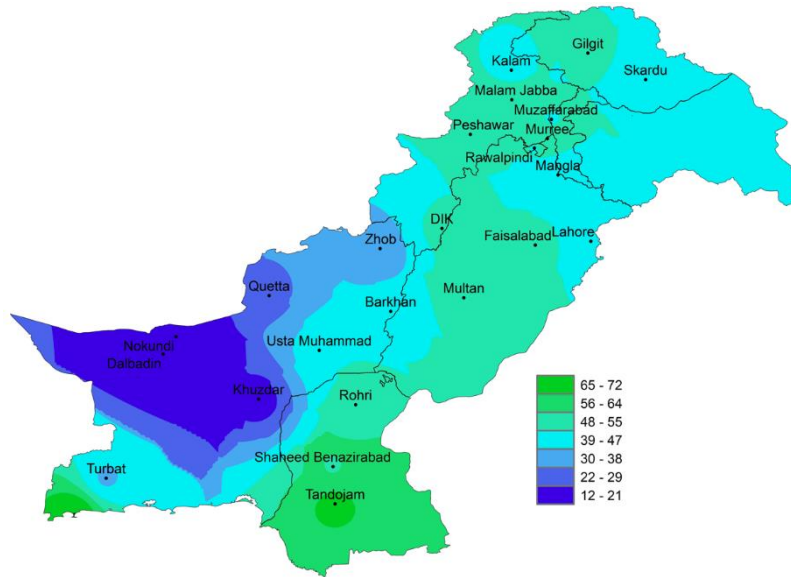 Gilgit
Kalam
Skardu
Malam Jabba
Muzaffarabad
Peshawar
Murree
Rawalpindi
Mangla
DIK
Zhob
Faisalabad
Lahore
Quetta
Multan
Barkhan
Nokundi
Usta Muhammad
Dalbadin
Khuzdar
Rohri
Shaheed Benazirabad
Turbat
Tandojam
65 - 72
56 - 64
48 - 55
39 - 47
30 - 38
22 - 29
12 - 21